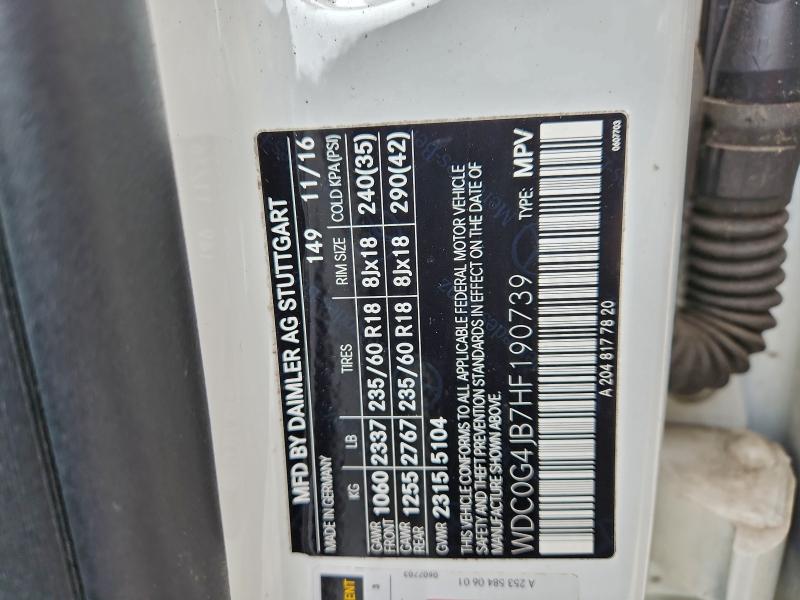 MFD BY DAIMLER AG STUTTGART
MADE IN GERMANY 149 11/16
KG LB TIRES RIM SIZE COLD KPA(PSI)
GAWR FRONT 1060 2337 235/60 R18 8Jx18 240(35)
GAWR REAR 1255 2767 235/60 R18 8Jx18 290(42)
GVWR 2315 5104
THIS VEHICLE CONFORMS TO ALL APPLICABLE FEDERAL MOTOR VEHICLE
SAFETY AND THEFT PREVENTION STANDARDS IN EFFECT ON THE DATE OF
MANUFACTURE SHOWN ABOVE.
TYPE: MPV
WDC0G4JB7HF190739
A 204 817 78 20
0607703
A 253 584 06 01
0607703